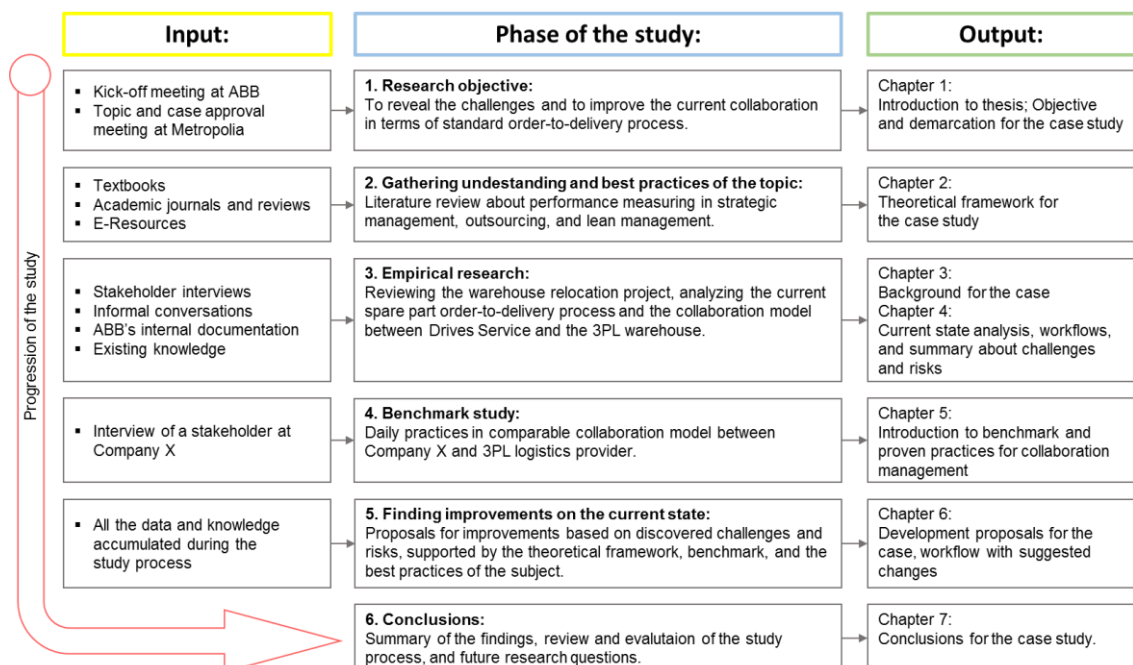 Input:
Phase of the study:
Output:
Progression of the study
▪ Kick-off meeting at ABB
▪ Topic and case approval
meeting at Metropolia
1. Research objective:
To reveal the challenges and to improve the current collaboration
in terms of standard order-to-delivery process.
Chapter 1:
Introduction to thesis; Objective
and demarcation for the case study
▪ Textbooks
▪ Academic journals and reviews
▪ E-Resources
2. Gathering undestanding and best practices of the topic:
Literature review about performance measuring in strategic
management, outsourcing, and lean management.
Chapter 2:
Theoretical framework for
the case study
▪ Stakeholder interviews
▪ Informal conversations
▪ ABB's internal documentation
▪ Existing knowledge
3. Empirical research:
Reviewing the warehouse relocation project, analyzing the current
spare part order-to-delivery process and the collaboration model
between Drives Service and the 3PL warehouse.
Chapter 3:
Background for the case
Chapter 4:
Current state analysis, workflows,
and summary about challenges
and risks
▪ Interview of a stakeholder at
Company X
4. Benchmark study:
Daily practices in comparable collaboration model between
Company X and 3PL logistics provider.
Chapter 5:
Introduction to benchmark and
proven practices for collaboration
management
▪ All the data and knowledge
accumulated during the
study process
5. Finding improvements on the current state:
Proposals for improvements based on discovered challenges and
risks, supported by the theoretical framework, benchmark, and the
best practices of the subject.
Chapter 6:
Development proposals for the
case, workflow with suggested
changes
6. Conclusions:
Summary of the findings, review and evalutaion of the study
process, and future research questions.
Chapter 7:
Conclusions for the case study.